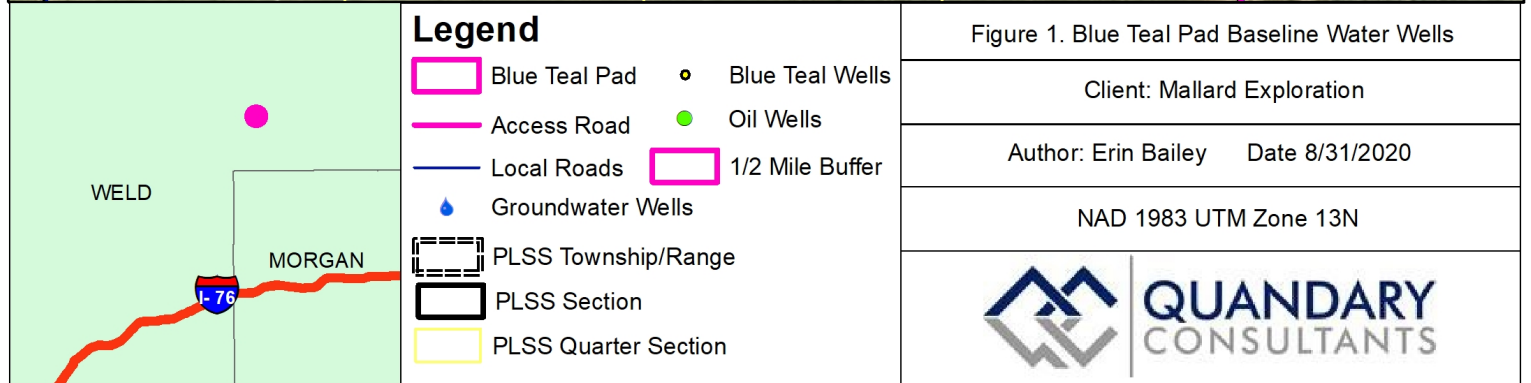 WELD
MORGAN
I-76
Legend
Blue Teal Pad
Blue Teal Wells
Access Road
Oil Wells
Local Roads
1/2 Mile Buffer
Groundwater Wells
PLSS Township/Range
PLSS Section
PLSS Quarter Section
Figure 1. Blue Teal Pad Baseline Water Wells
Client: Mallard Exploration
Author: Erin Bailey Date 8/31/2020
NAD 1983 UTM Zone 13N
QUANDARY
CONSULTANTS